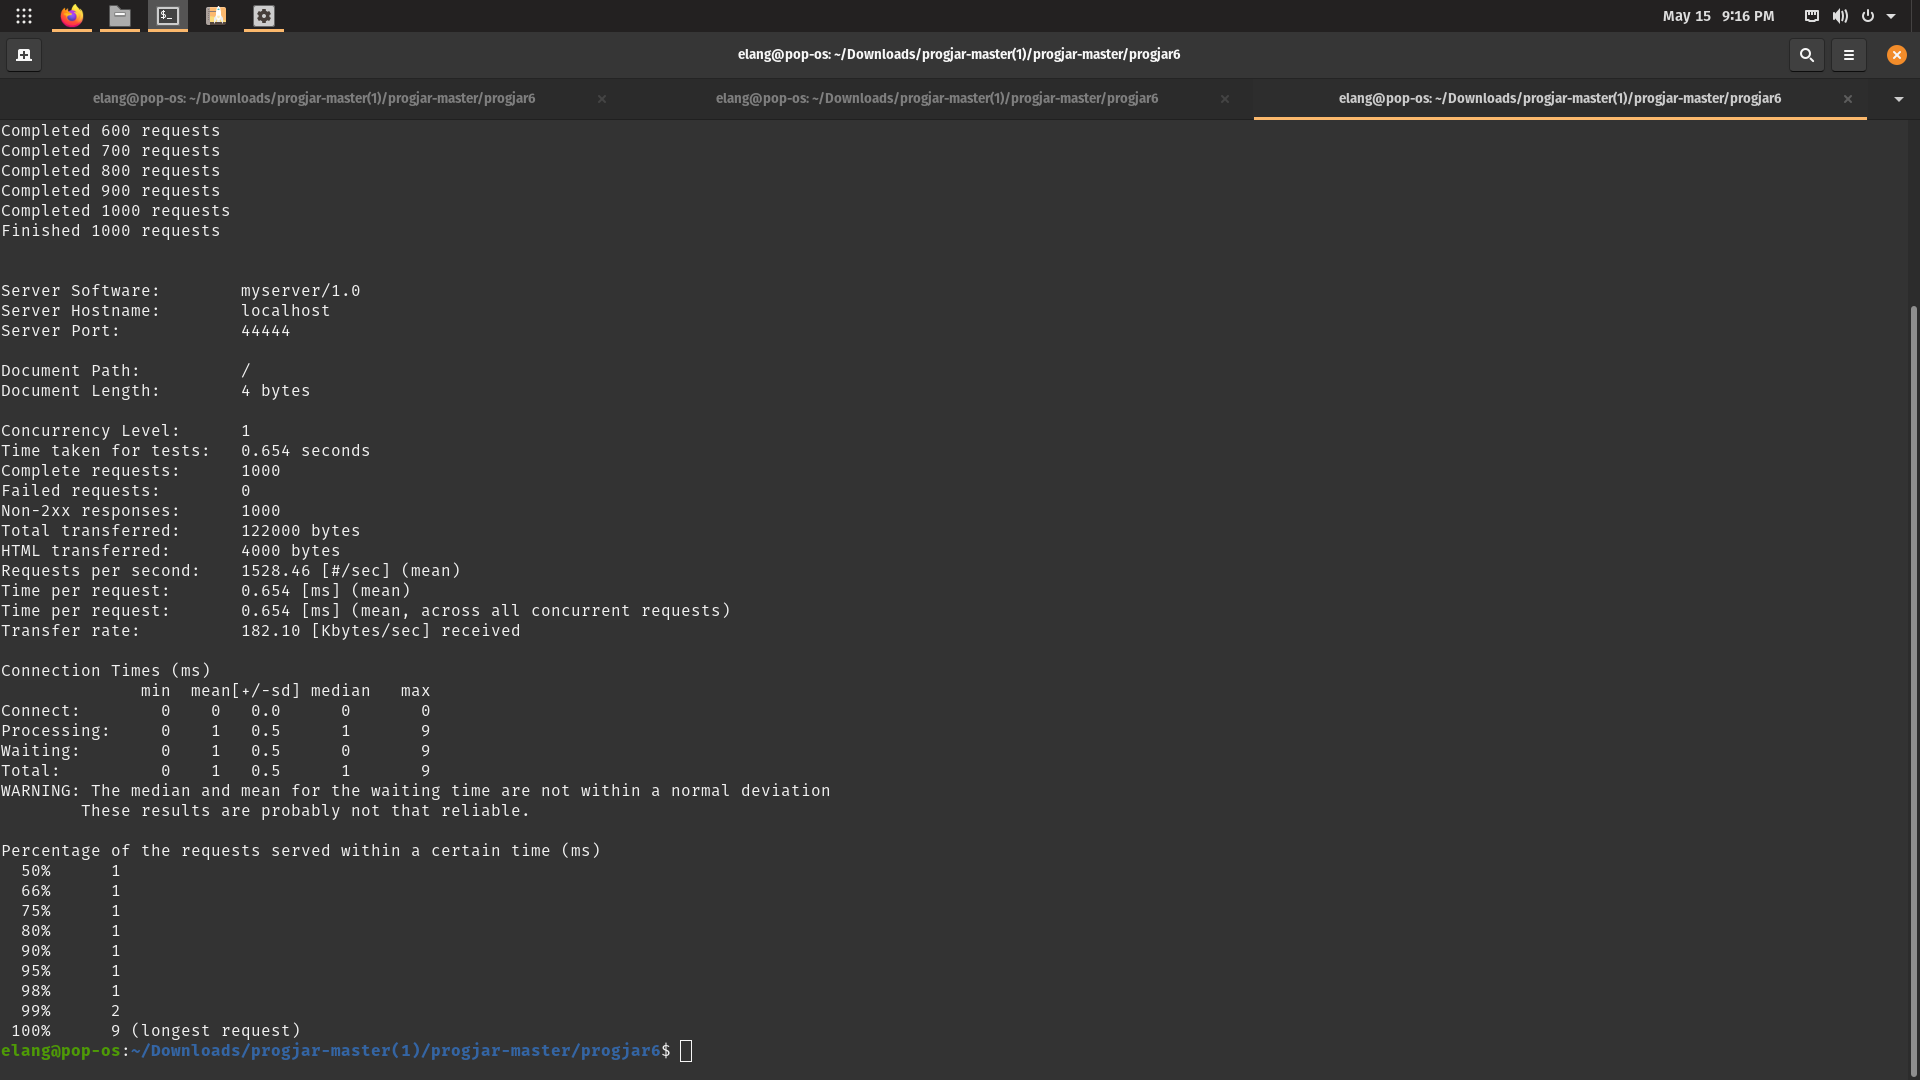 May 15 9:16 PM
elang@pop-os: ~/Downloads/progjar-master(1)/progjar-master/progjar6
elang@pop-os: ~/Downloads/progjar-master(1)/progjar-master/progjar6
elang@pop-os: ~/Downloads/progjar-master(1)/progjar-master/progjar6
elang@pop-os: ~/Downloads/progjar-master(1)/progjar-master/progjar6
Completed 600 requests
Completed 700 requests
Completed 800 requests
Completed 900 requests
Completed 1000 requests
Finished 1000 requests
Server Software:        myserver/1.0
Server Hostname:        localhost
Server Port:            44444
Document Path:          /
Document Length:        4 bytes
Concurrency Level:      1
Time taken for tests:   0.654 seconds
Complete requests:      1000
Failed requests:        0
Non-2xx responses:      1000
Total transferred:      122000 bytes
HTML transferred:       4000 bytes
Requests per second:    1528.46 [#/sec] (mean)
Time per request:       0.654 [ms] (mean)
Time per request:       0.654 [ms] (mean, across all concurrent requests)
Transfer rate:          182.10 [Kbytes/sec] received
Connection Times (ms)
              min  mean[+/-sd] median   max
Connect:        0    0   0.0      0       0
Processing:     0    1   0.5      1       9
Waiting:        0    1   0.5      0       9
Total:          0    1   0.5      1       9
WARNING: The median and mean for the waiting time are not within a normal deviation
        These results are probably not that reliable.
Percentage of the requests served within a certain time (ms)
  50%      1
  66%      1
  75%      1
  80%      1
  90%      1
  95%      1
  98%      1
  99%      2
 100%      9 (longest request)
elang@pop-os:~/Downloads/progjar-master(1)/progjar-master/progjar6$